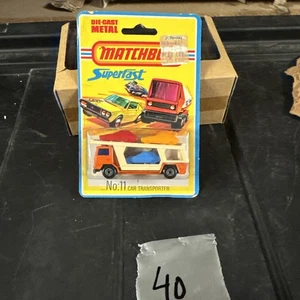 DIE-CAST
METAL
MATCHBOX
Superfast
No.11 CAR TRANSPORTER
40